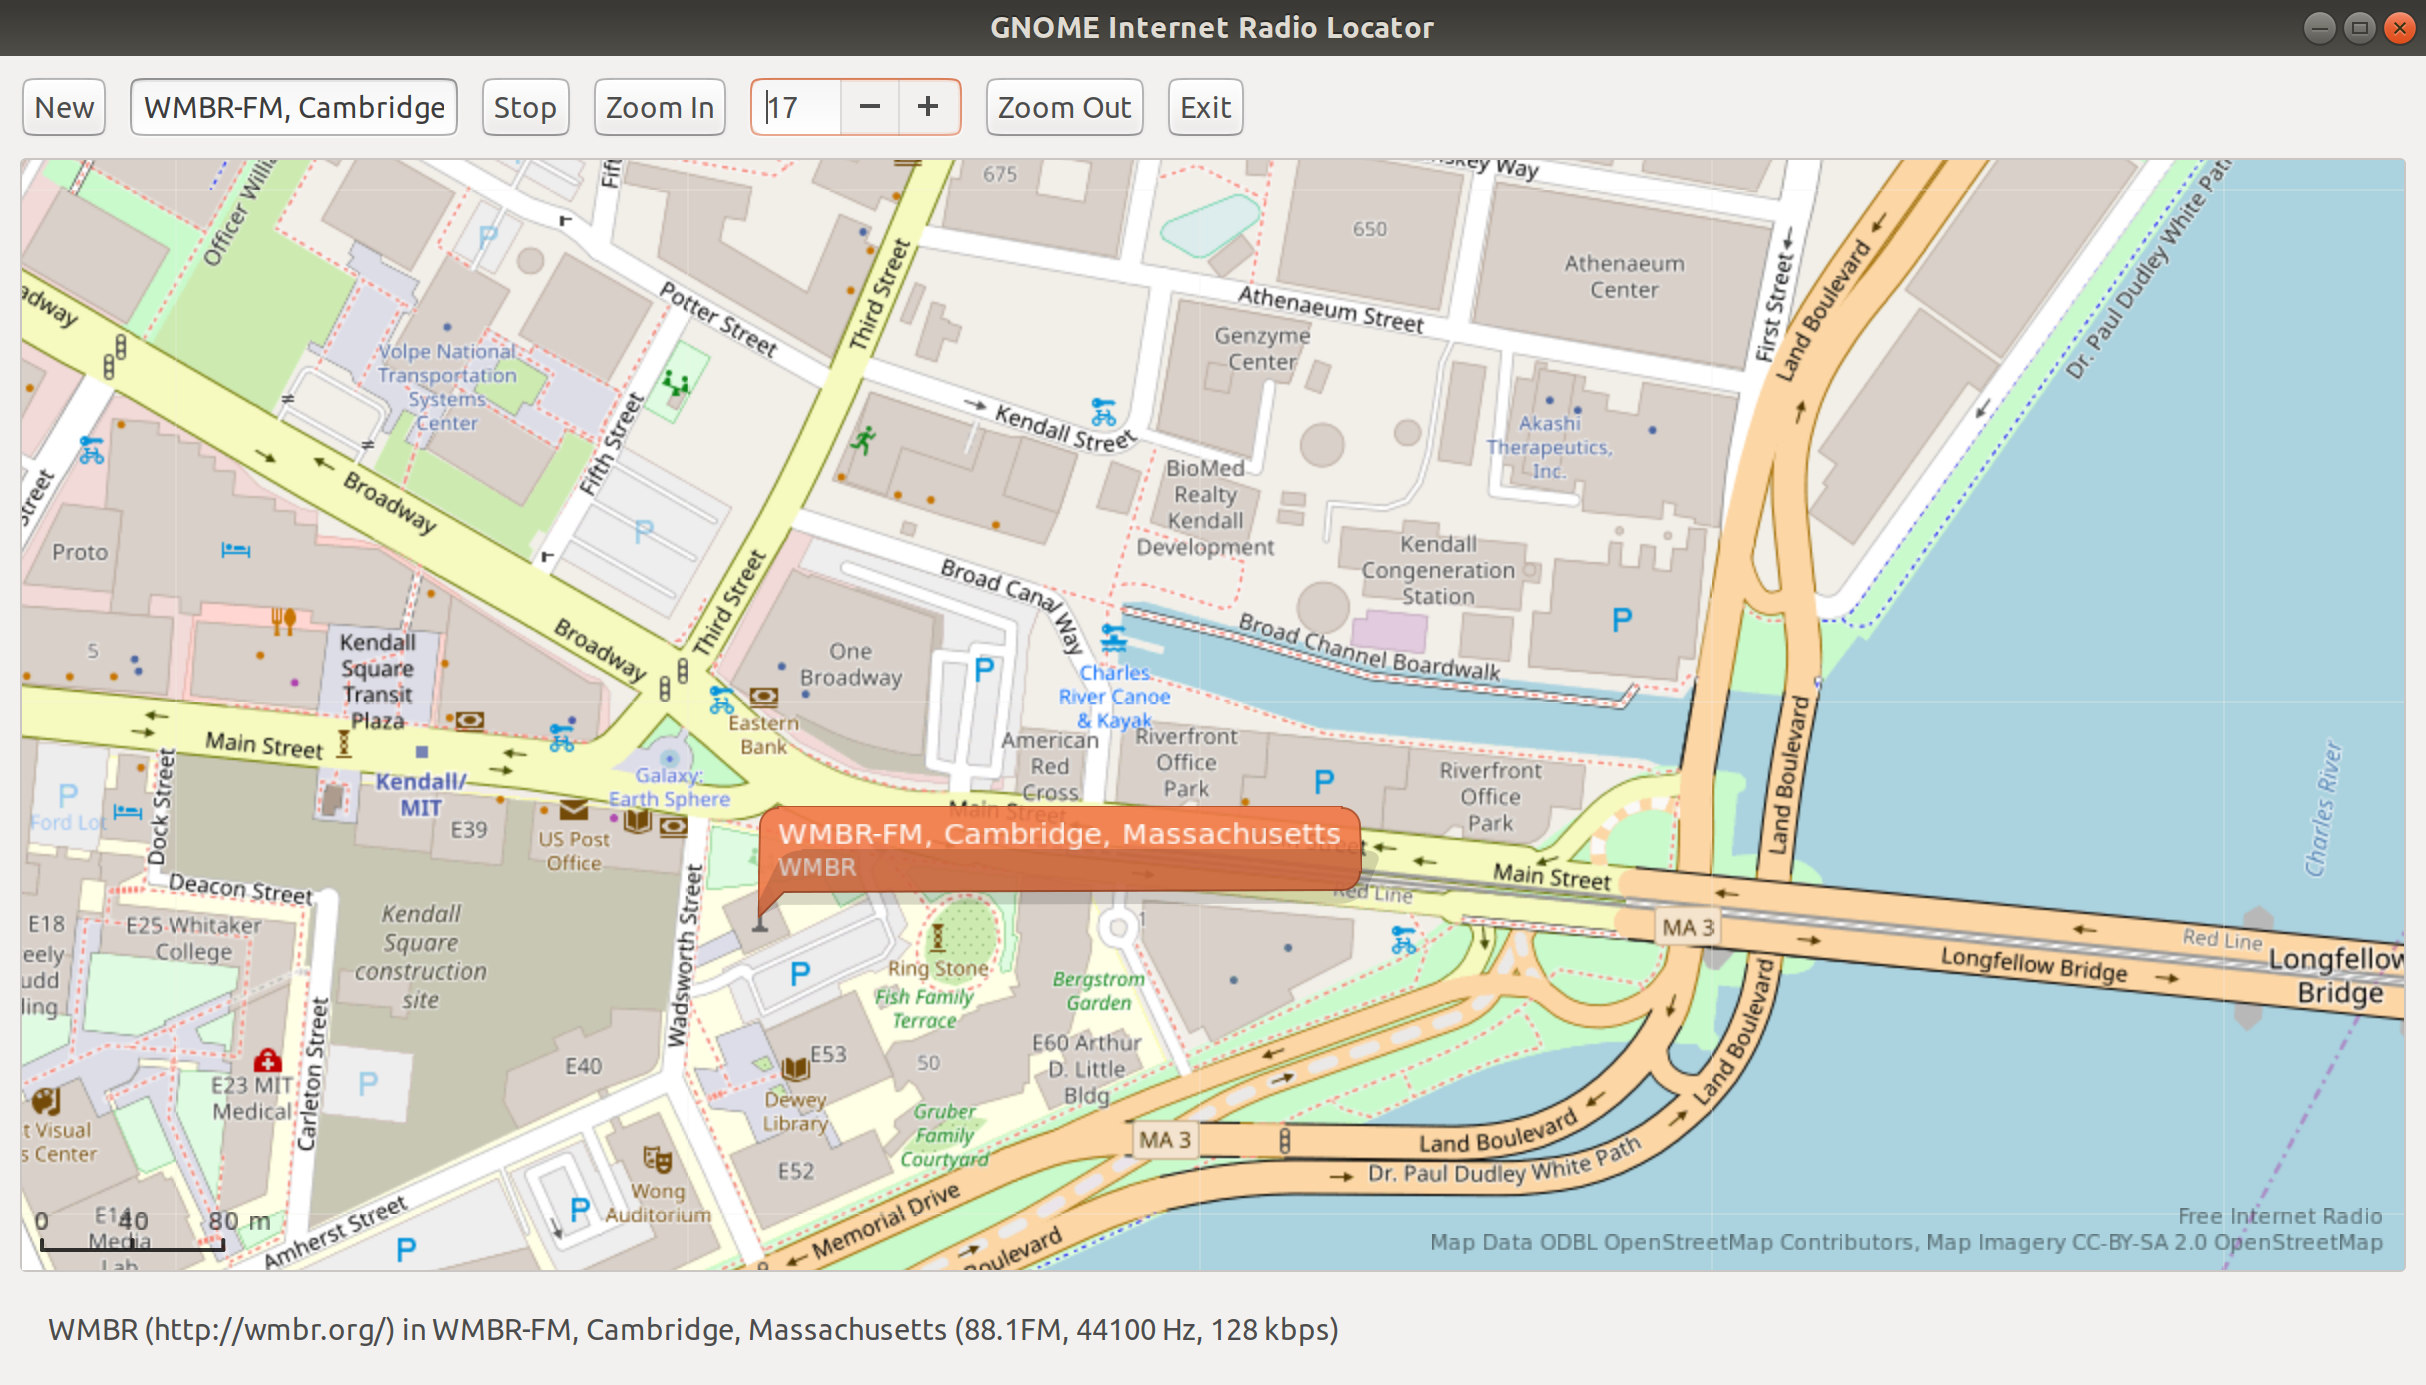 GNOME Internet Radio Locator
New
WMBR-FM, Cambridge
Stop
Zoom In
17
Zoom Out
Exit
Officer Willi
675
650
Athenaeum
Center
First Street
Land Boulevard
Dr. Paul Dudley White Path
adway
Potter Street
Third Street
Athenaeum Street
Genzyme
Center
Volpe National
Transportation
Systems
Center
Fifth Street
Kendall Street
Akashi
Therapeutics,
Inc.
Broadway
BioMed
Realty
Kendall
Development
Street
Proto
P
P
Broad Canal Way
Kendall
Congeneration
Station
P
Broad Channel Boardwalk
5
Kendall
Square
Transit
Plaza
Broadway
Third Street
One
Broadway
P
Charles
River Canoe
& Kayak
Eastern
Bank
Main Street
Kendall/
MIT
Galaxy:
Earth Sphere
American
Red
Cross
Riverfront
Office
Park
P
Riverfront
Office
Park
Land Boulevard
Charles River
P
Ford Lot
Dock Street
E39
US Post
Office
Main Street
WMBR-FM, Cambridge, Massachusetts
WMBR
Red Line
Main Street
MA 3
Red Line
Longfellow Bridge
Longfellow
Bridge
Deacon Street
E18
E25 Whitaker
College
eely
udd
ling
Kendall
Square
construction
site
Wadsworth Street
P
Ring Stone
Fish Family
Terrace
Bergstrom
Garden
1
Carleton Street
E23 MIT
Medical
P
E40
E53
50
E60 Arthur
D. Little
Bldg
Dewey
Library
Gruber
Family
Courtyard
Land Boulevard
t Visual
s Center
MA 3
Land Boulevard
Dr. Paul Dudley White Path
E52
Wong
Auditorium
P
P
Memorial Drive
Boulevard
Amherst Street
E14
Media
Lab
0 40 80 m
Free Internet Radio
Map Data ODBL OpenStreetMap Contributors, Map Imagery CC-BY-SA 2.0 OpenStreetMap
WMBR (http://wmbr.org/) in WMBR-FM, Cambridge, Massachusetts (88.1FM, 44100 Hz, 128 kbps)